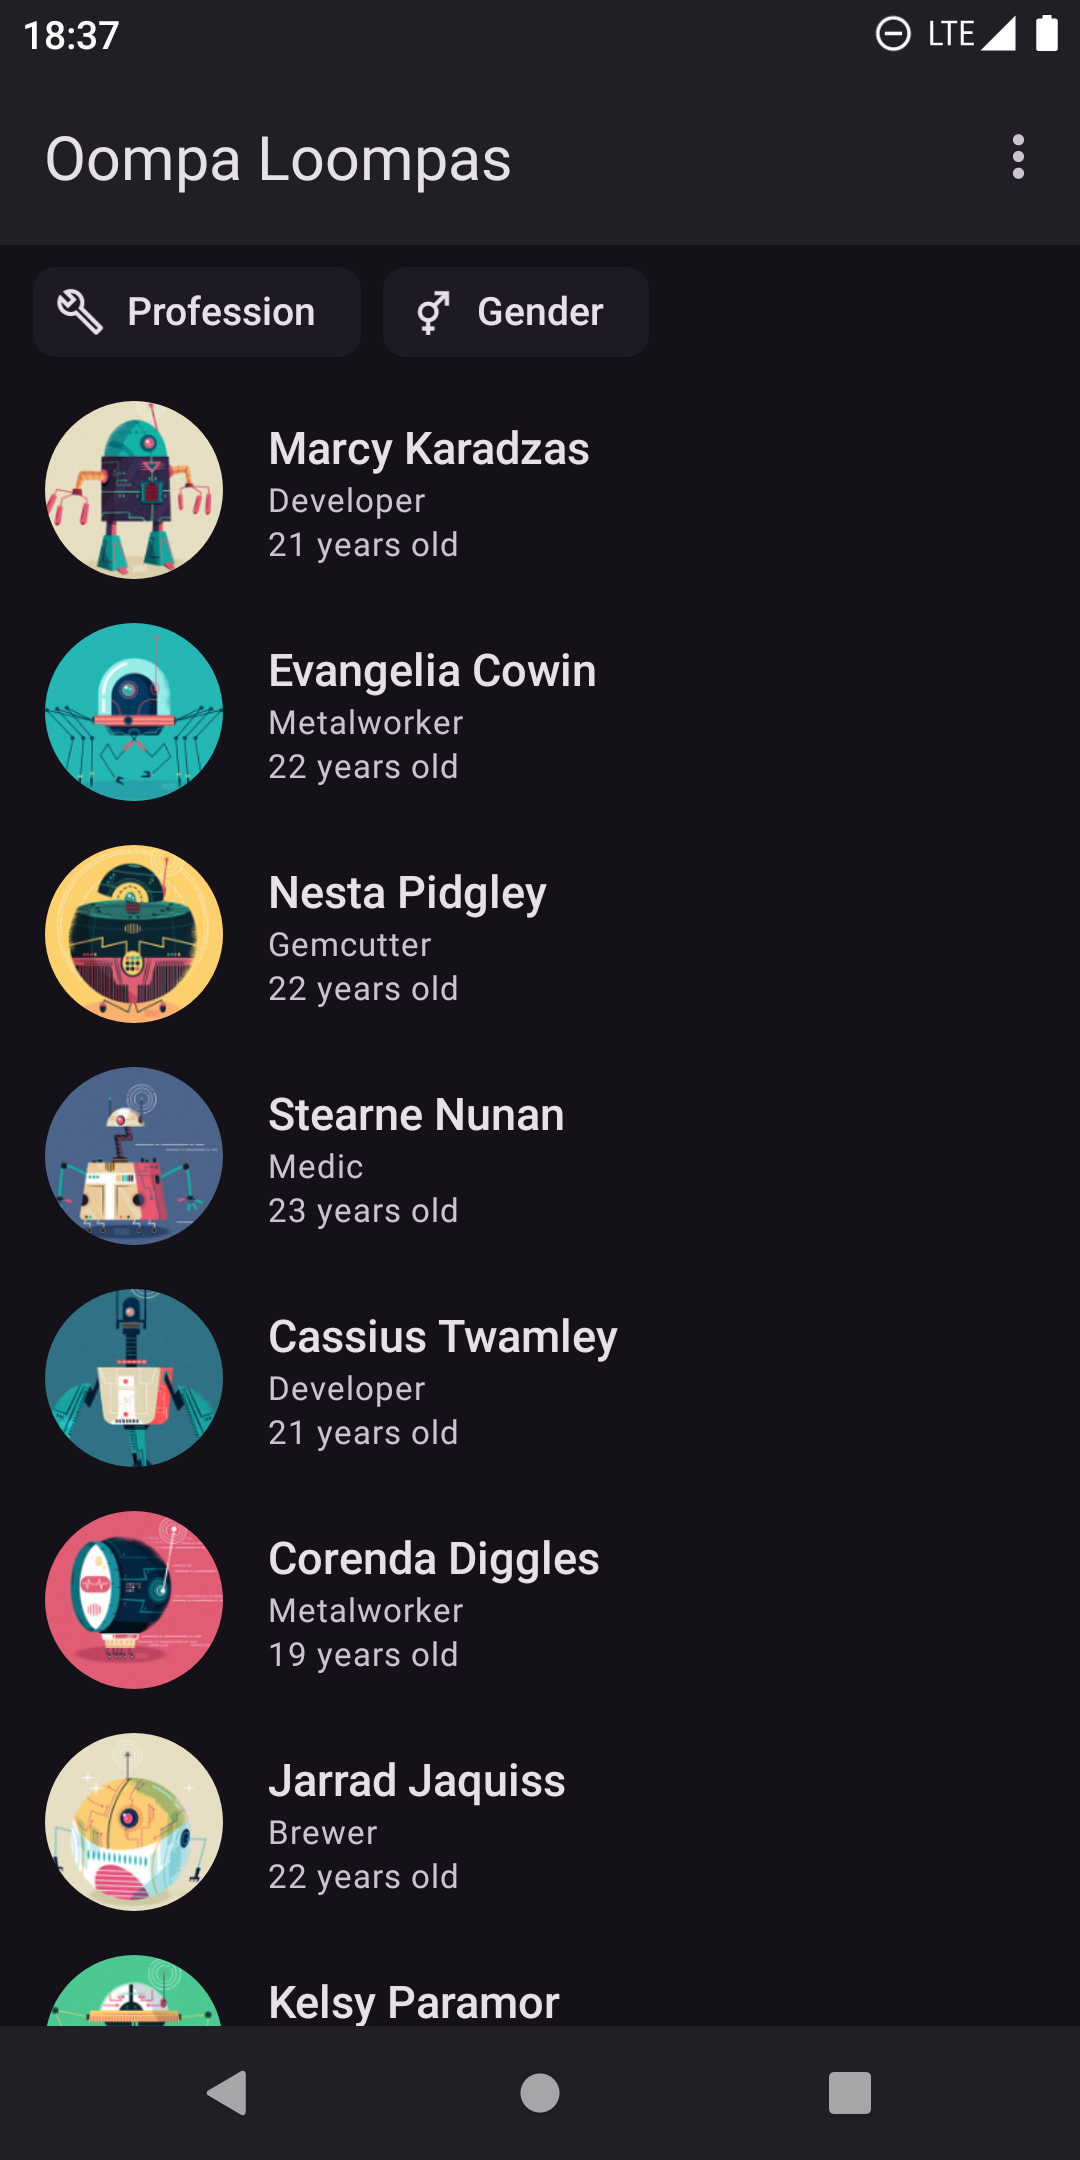 18:37
LTE
Oompa Loompas
Profession
Gender
Marcy Karadzas
Developer
21 years old
Evangelia Cowin
Metalworker
22 years old
Nesta Pidgley
Gemcutter
22 years old
Stearne Nunan
Medic
23 years old
Cassius Twamley
Developer
21 years old
Corenda Diggles
Metalworker
19 years old
Jarrad Jaquiss
Brewer
22 years old
Kelsy Paramor